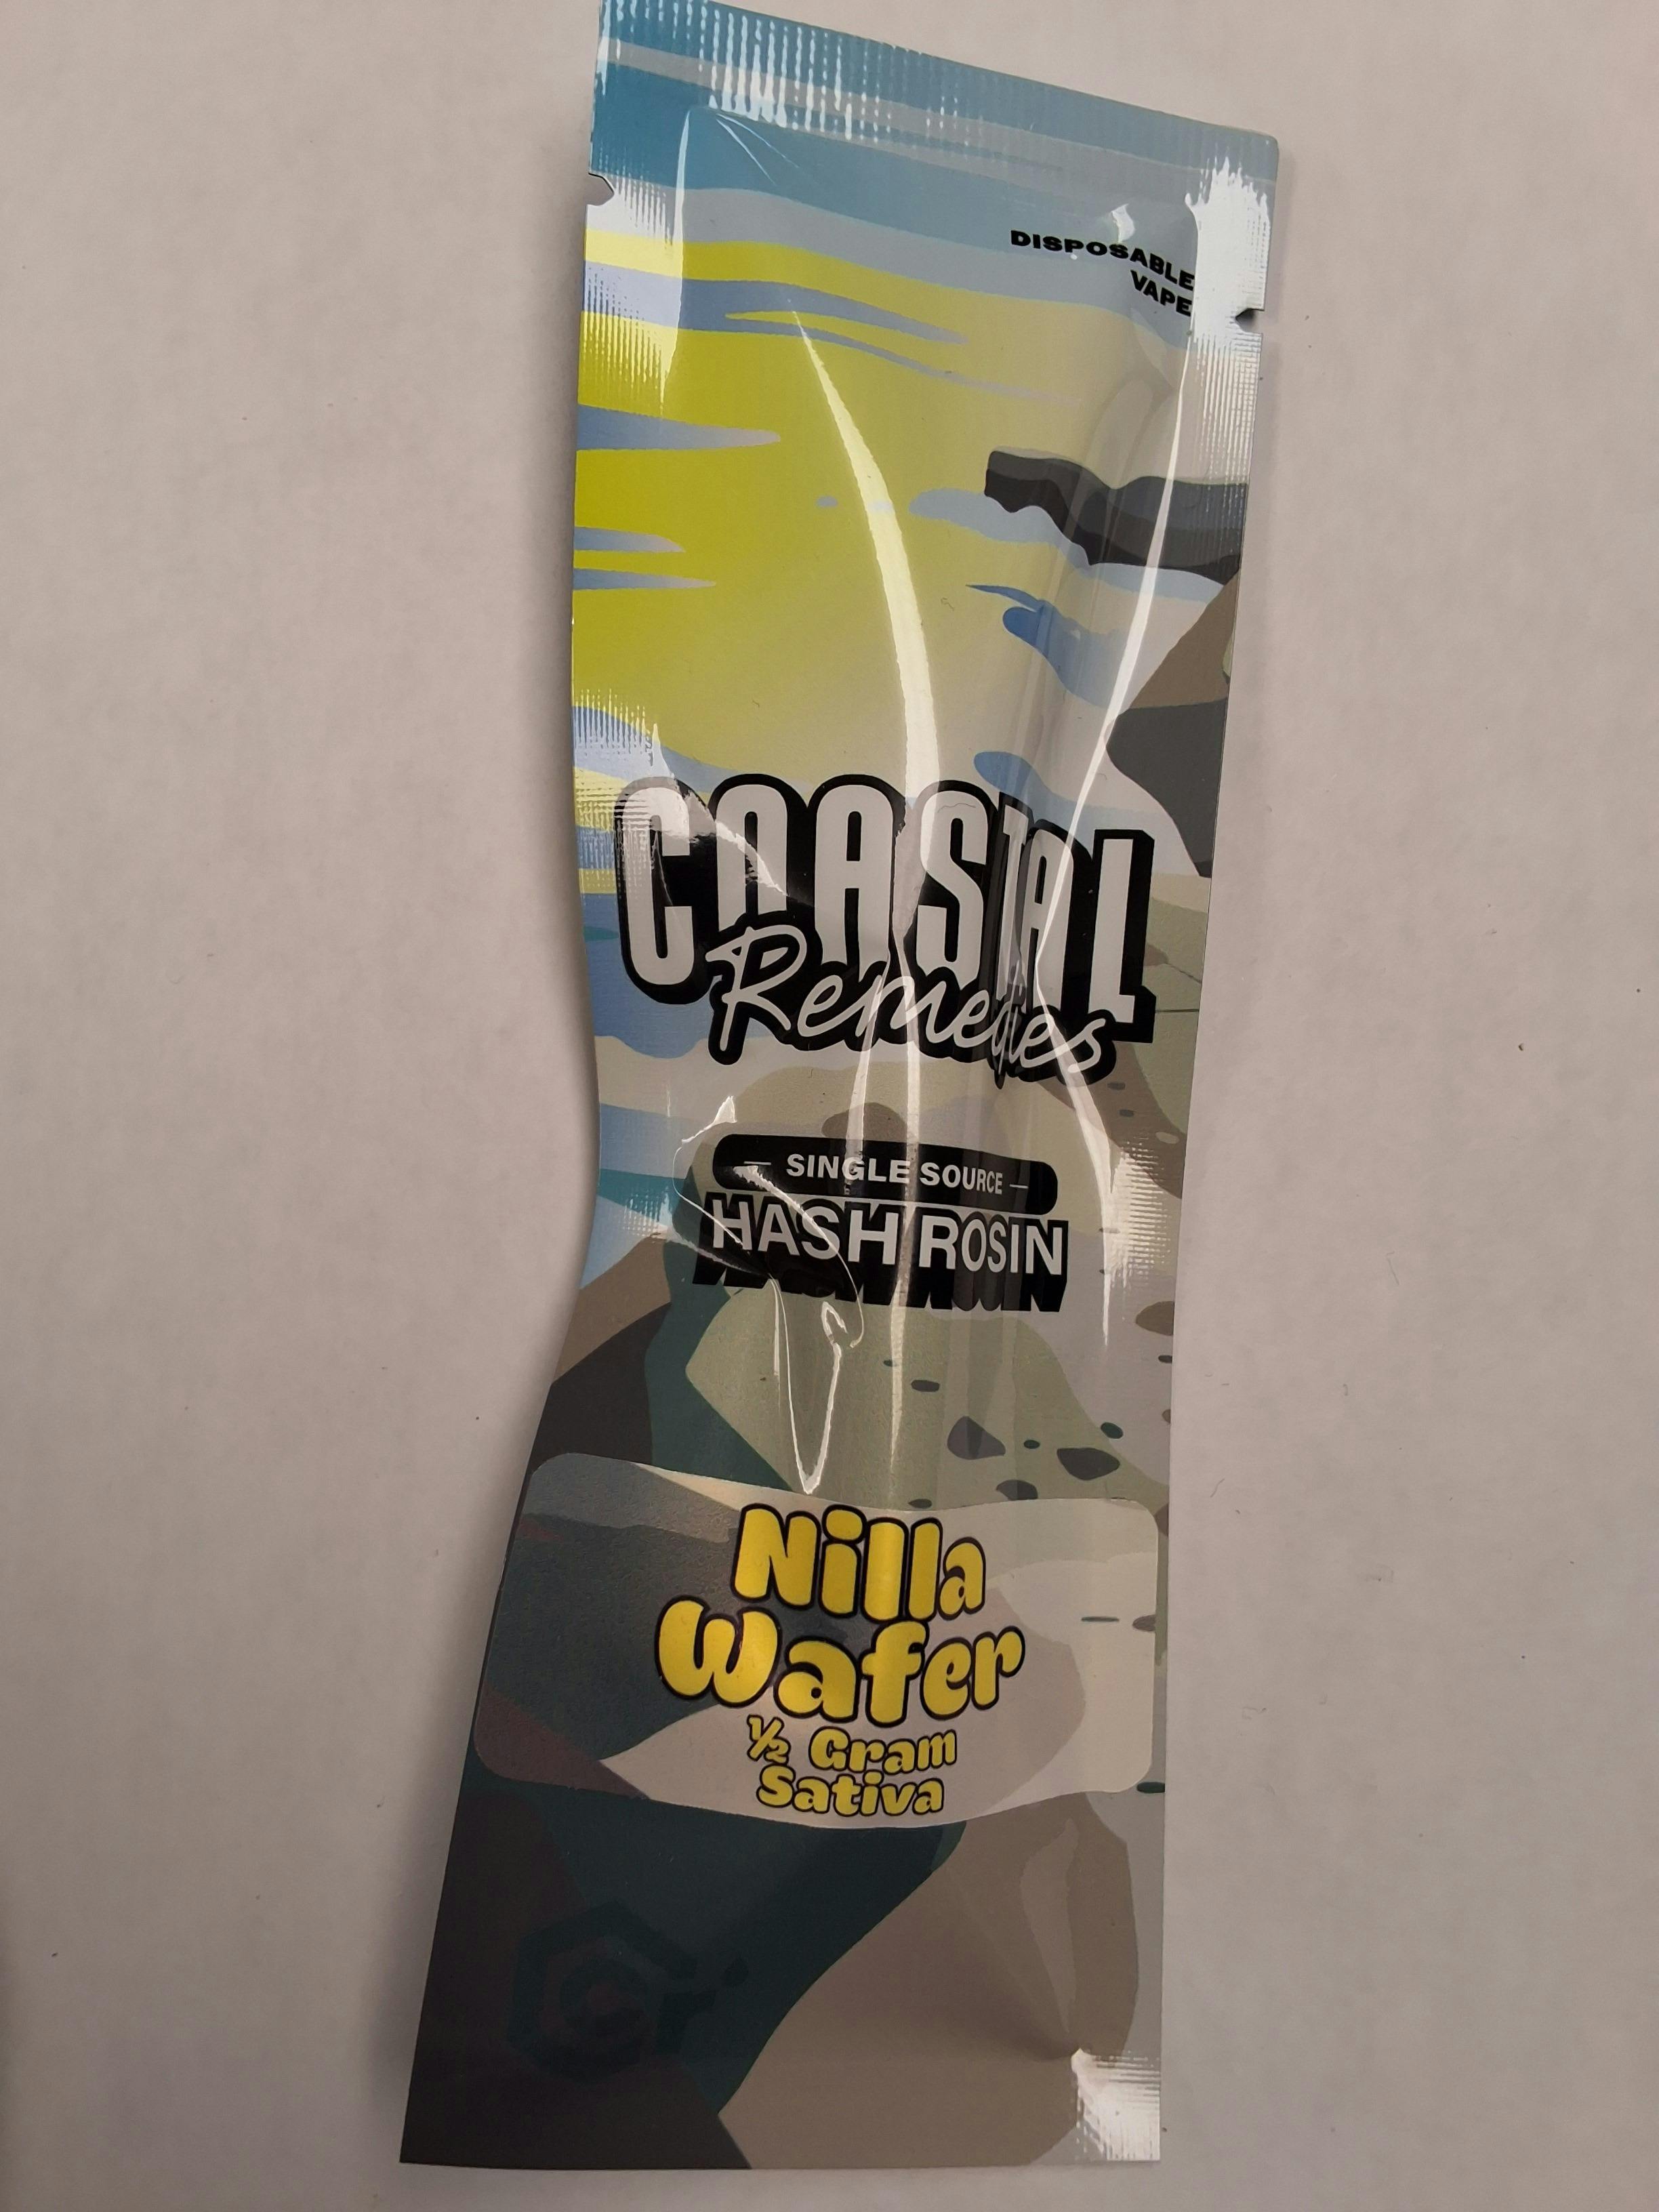 DISPOSABLE
VAPE
COASTAL
Remedies
— SINGLE SOURCE —
HASH ROSIN
Nilla
Wafer
½ Gram
Sativa